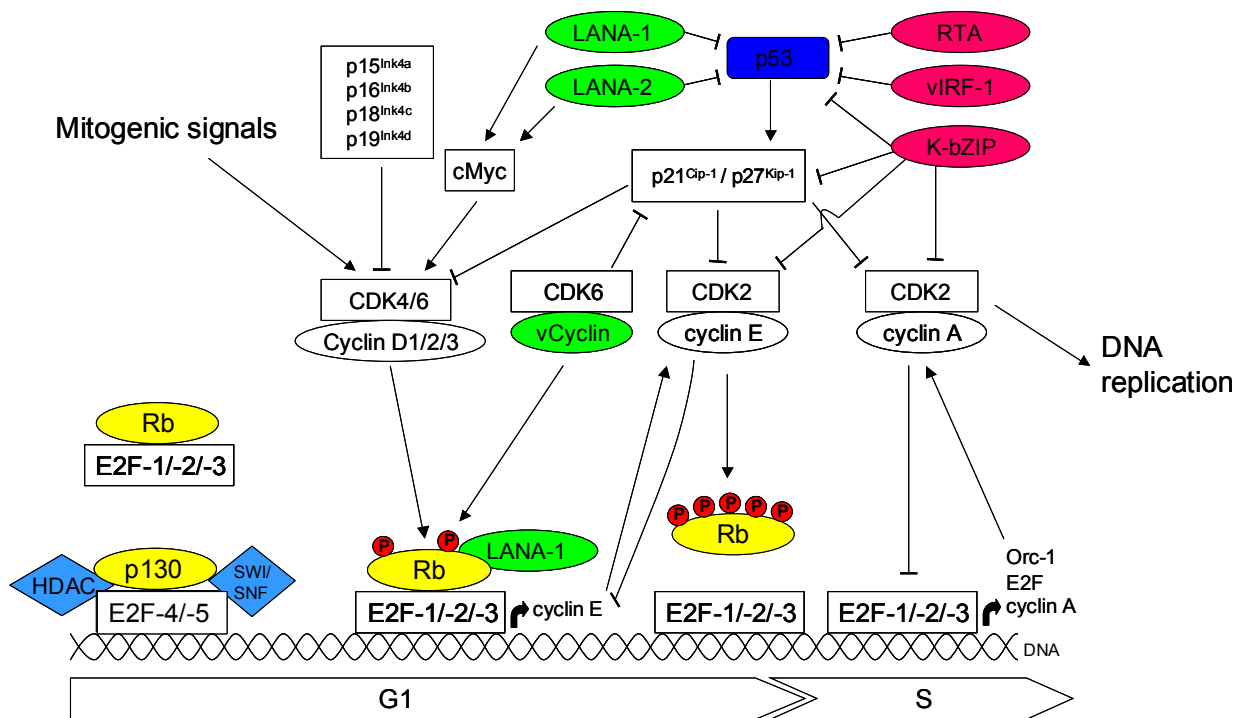 LANA-1
p53
RTA
p15Ink4a
p16Ink4b
p18Ink4c
p19Ink4d
LANA-2
vIRF-1
Mitogenic signals
cMyc
p21Cip-1 / p27Kip-1
K-bZIP
CDK4/6
Cyclin D1/2/3
CDK6
vCyclin
CDK2
cyclin E
CDK2
cyclin A
DNA
replication
Rb
E2F-1/-2/-3
P
P
P
P
P
P
P
Rb
LANA-1
Rb
HDAC
p130
SWI/
SNF
E2F-4/-5
E2F-1/-2/-3
cyclin E
E2F-1/-2/-3
E2F-1/-2/-3
Orc-1
E2F
cyclin A
DNA
G1
S